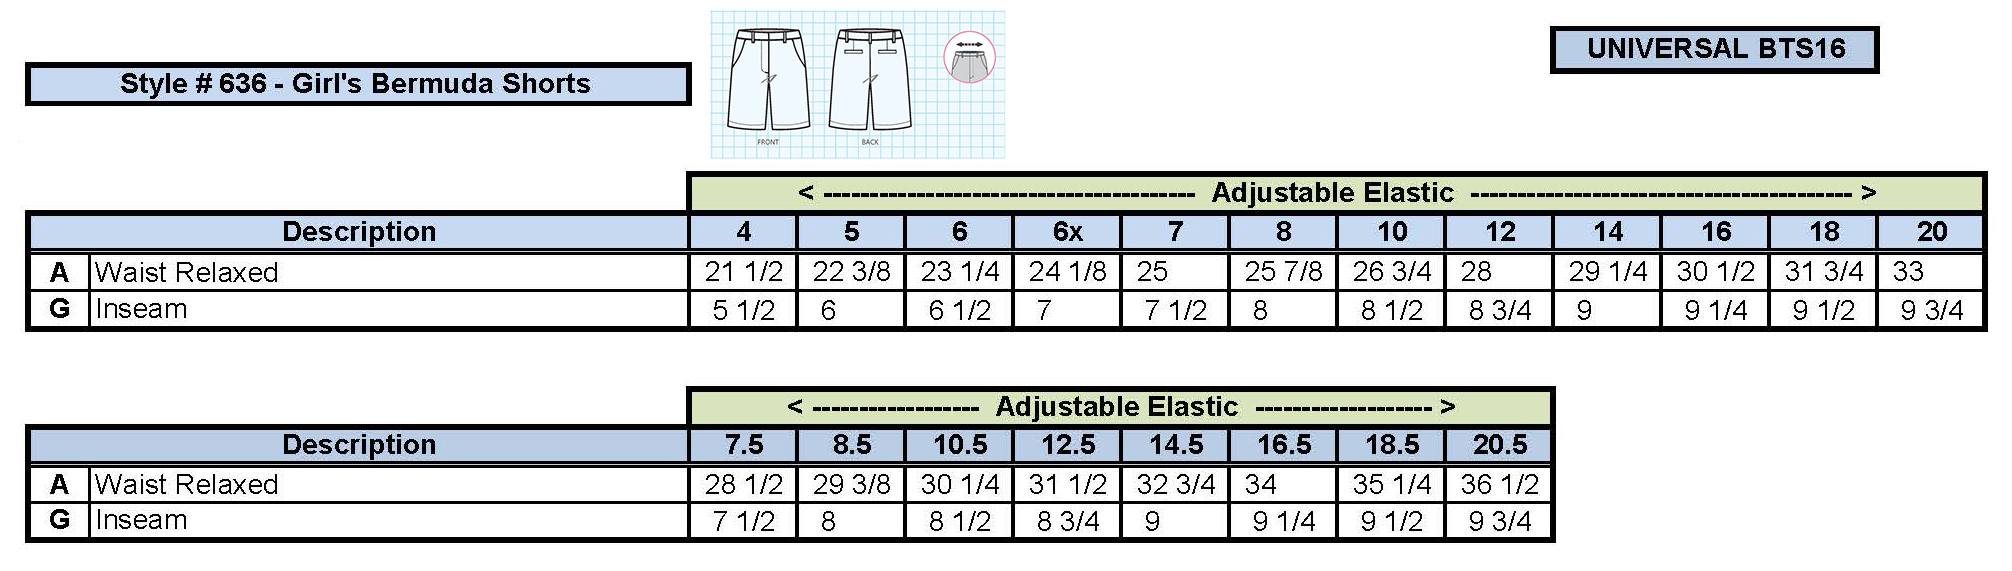 UNIVERSAL BTS16
Style # 636 - Girl's Bermuda Shorts
FRONT BACK
< ---------------------------------------- Adjustable Elastic ----------------------------------------- >
Description 4 5 6 6x 7 8 10 12 14 16 18 20
A Waist Relaxed 21 1/2 22 3/8 23 1/4 24 1/8 25 25 7/8 26 3/4 28 29 1/4 30 1/2 31 3/4 33
G Inseam 5 1/2 6 6 1/2 7 7 1/2 8 8 1/2 8 3/4 9 9 1/4 9 1/2 9 3/4
< ------------------ Adjustable Elastic ------------------- >
Description 7.5 8.5 10.5 12.5 14.5 16.5 18.5 20.5
A Waist Relaxed 28 1/2 29 3/8 30 1/4 31 1/2 32 3/4 34 35 1/4 36 1/2
G Inseam 7 1/2 8 8 1/2 8 3/4 9 9 1/4 9 1/2 9 3/4